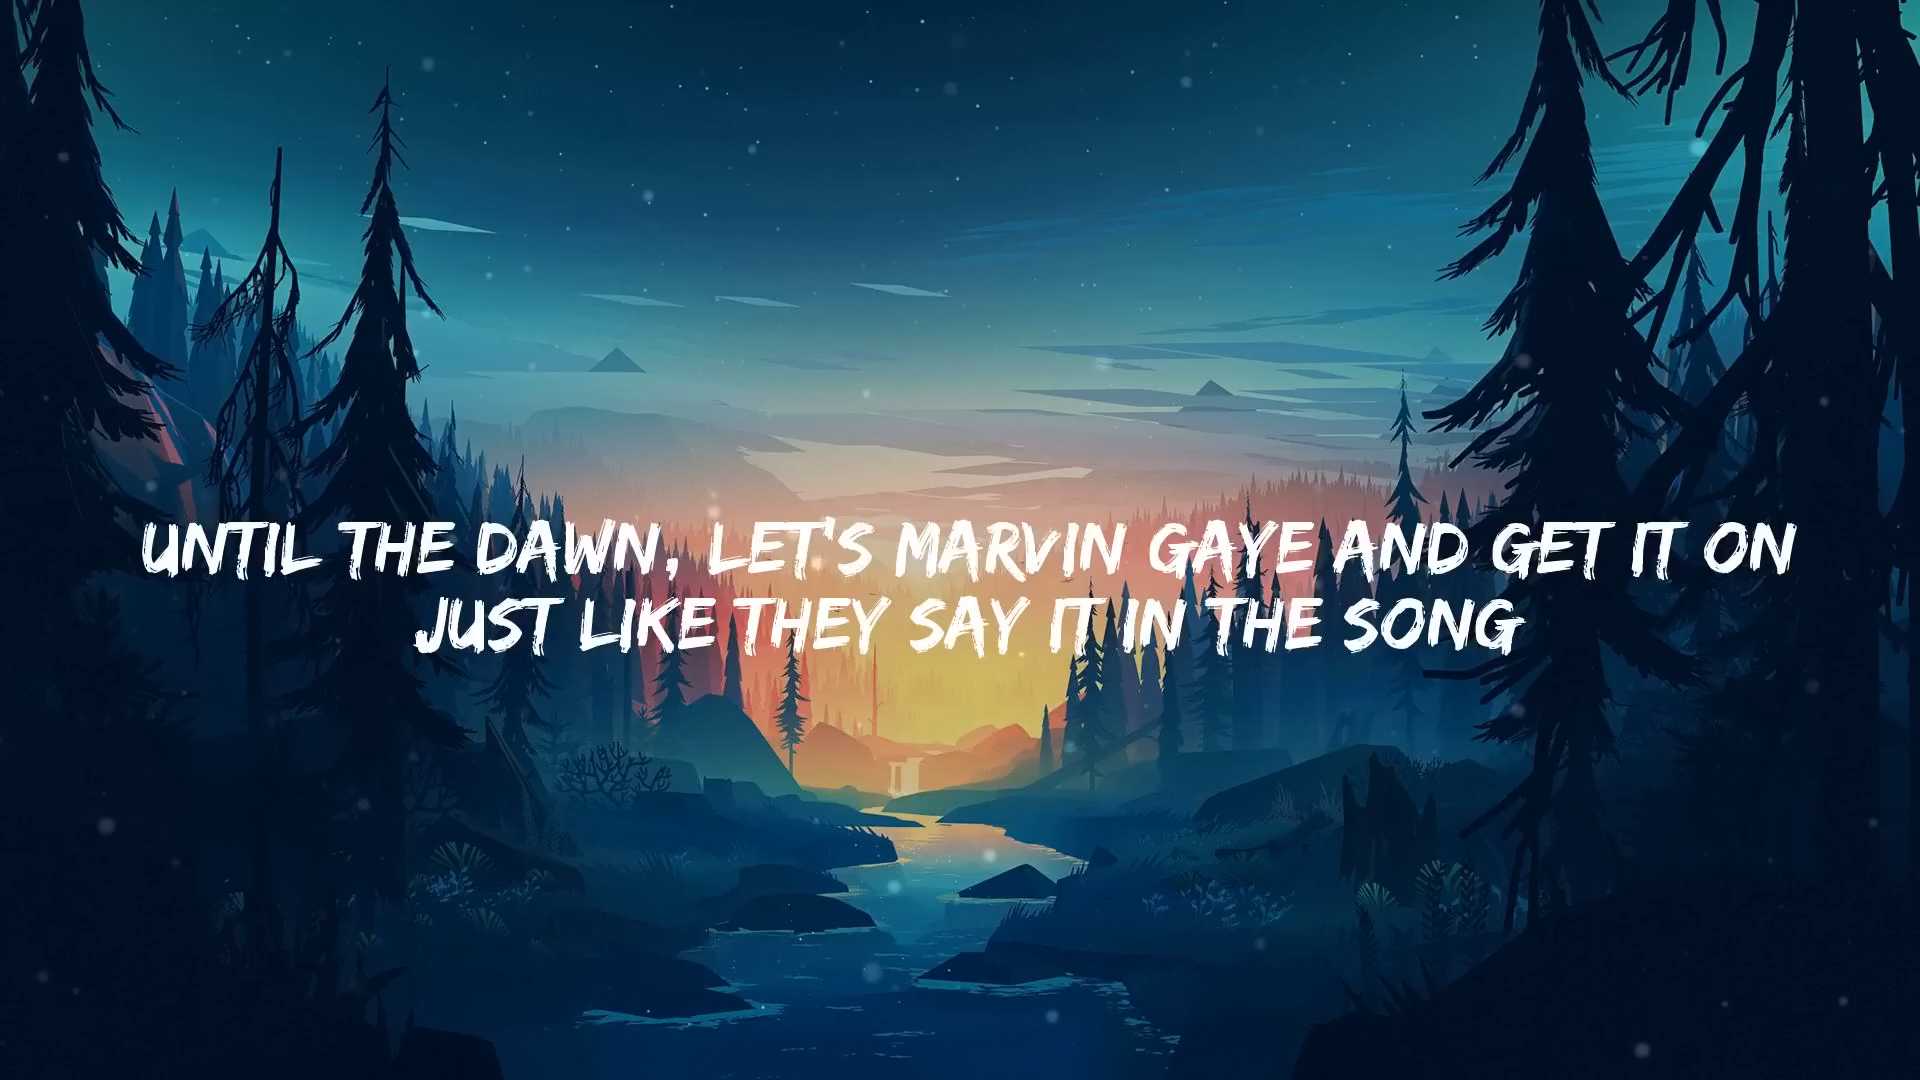 UNTIL THE DAWN, LET'S MARVIN GAYE AND GET IT ON
JUST LIKE THEY SAY IT IN THE SONG